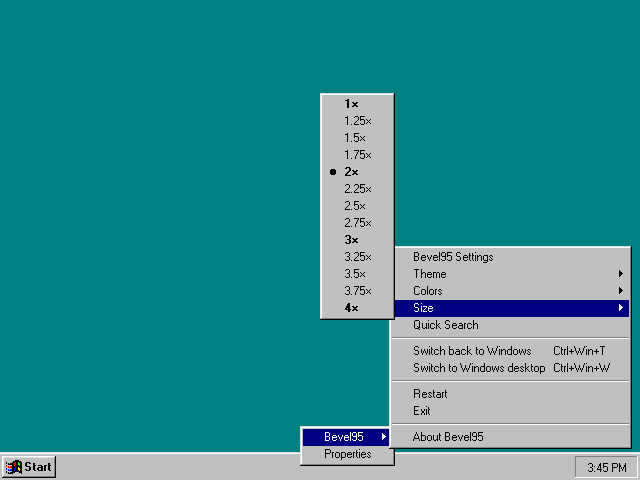 1×
1.25×
1.5×
1.75×
2×
2.25×
2.5×
2.75×
3×
3.25×
3.5×
3.75×
4×
Bevel95 Settings
Theme
Colors
Size
Quick Search
Switch back to Windows Ctrl+Win+T
Switch to Windows desktop Ctrl+Win+W
Restart
Exit
About Bevel95
Bevel95
Properties
Start
3:45 PM